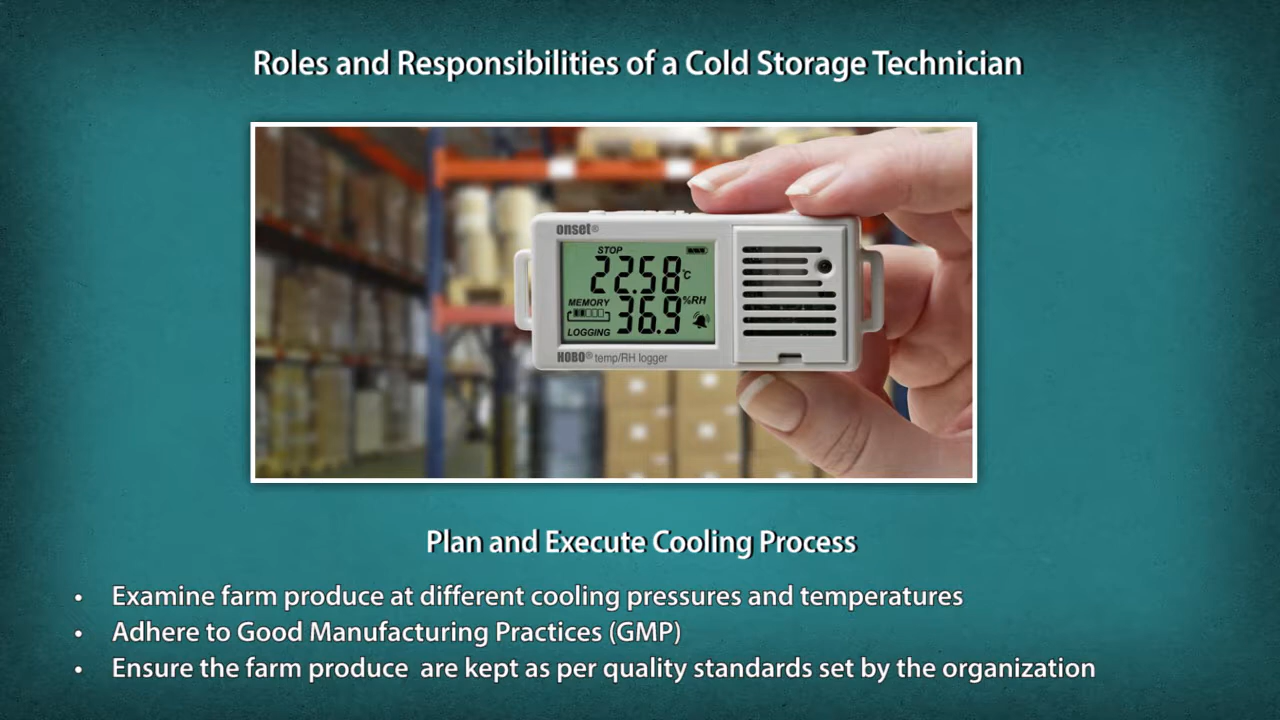 Roles and Responsibilities of a Cold Storage Technician
onset®
STOP
22.58°C
MEMORY
36.9%RH
LOGGING
HOBO® temp/RH logger
Plan and Execute Cooling Process
• Examine farm produce at different cooling pressures and temperatures
• Adhere to Good Manufacturing Practices (GMP)
• Ensure the farm produce are kept as per quality standards set by the organization